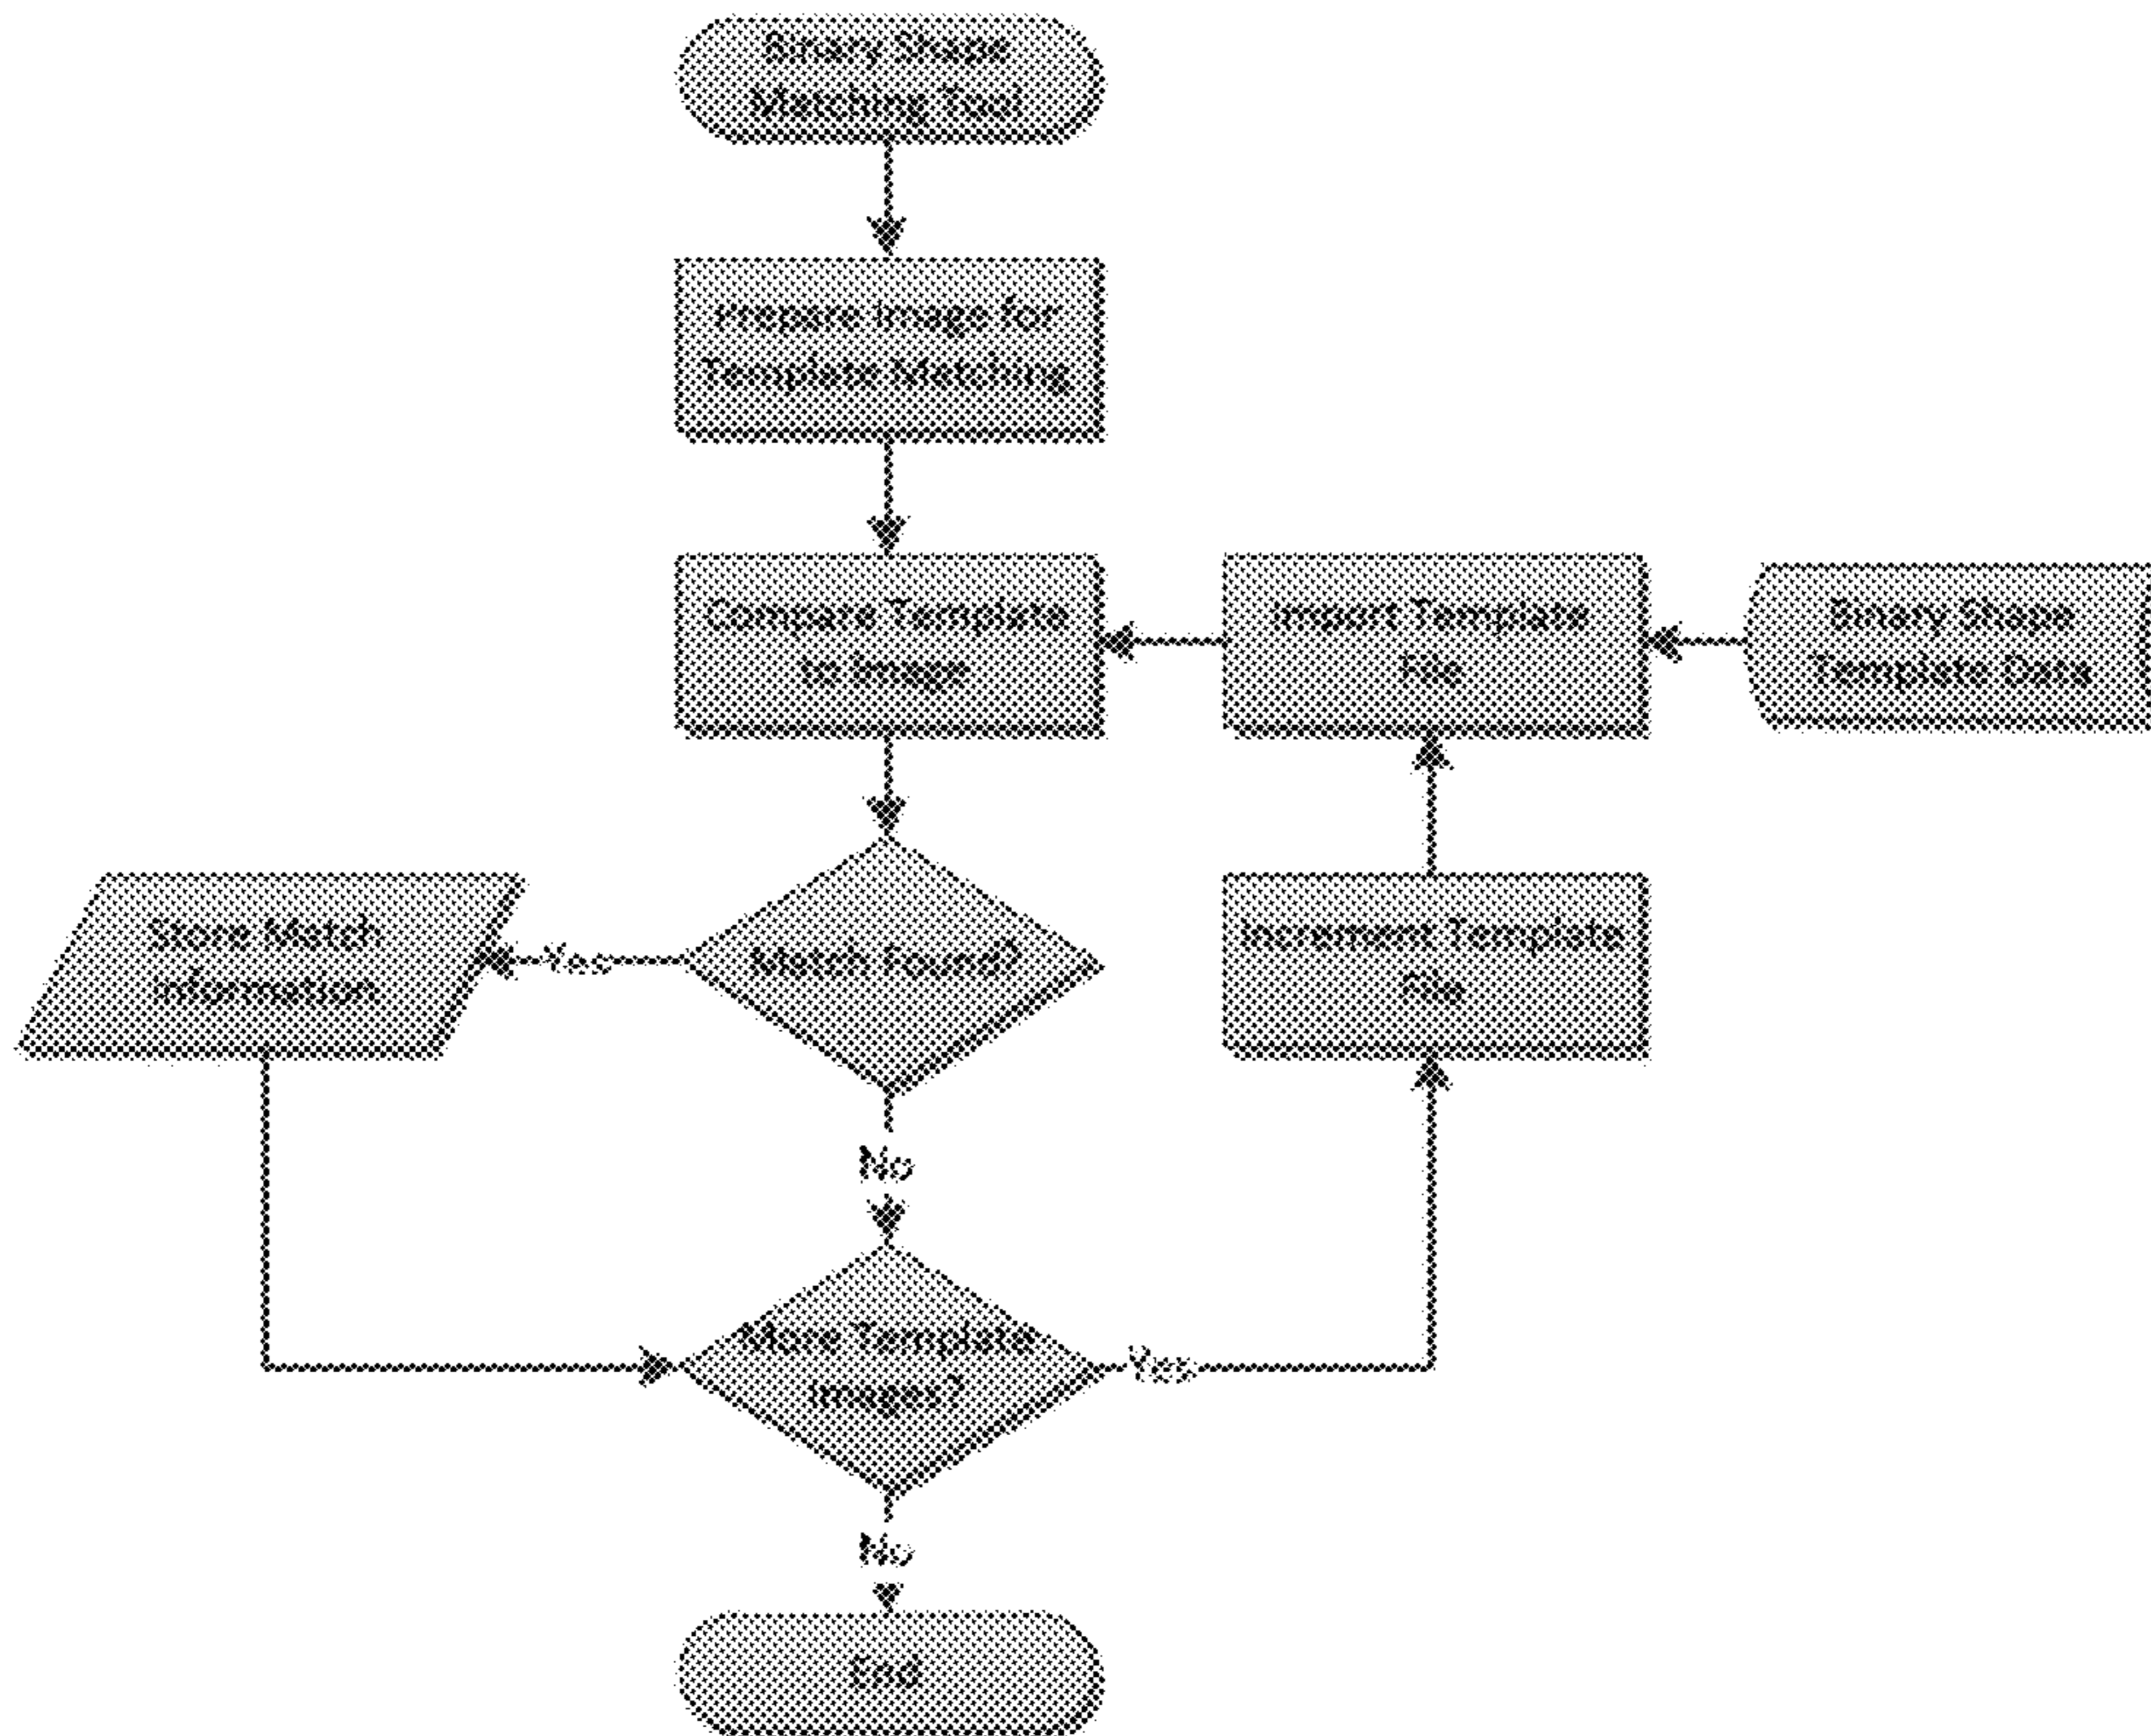 Binary Shape
Matching Tool
Prepare Image for
Template Matching
Compare Template
to Image
Import Template
File
Binary Shape
Template Data
Store Match
Information
Yes
Match Found?
Increment Template
No
More Template
Images?
Yes
No
End